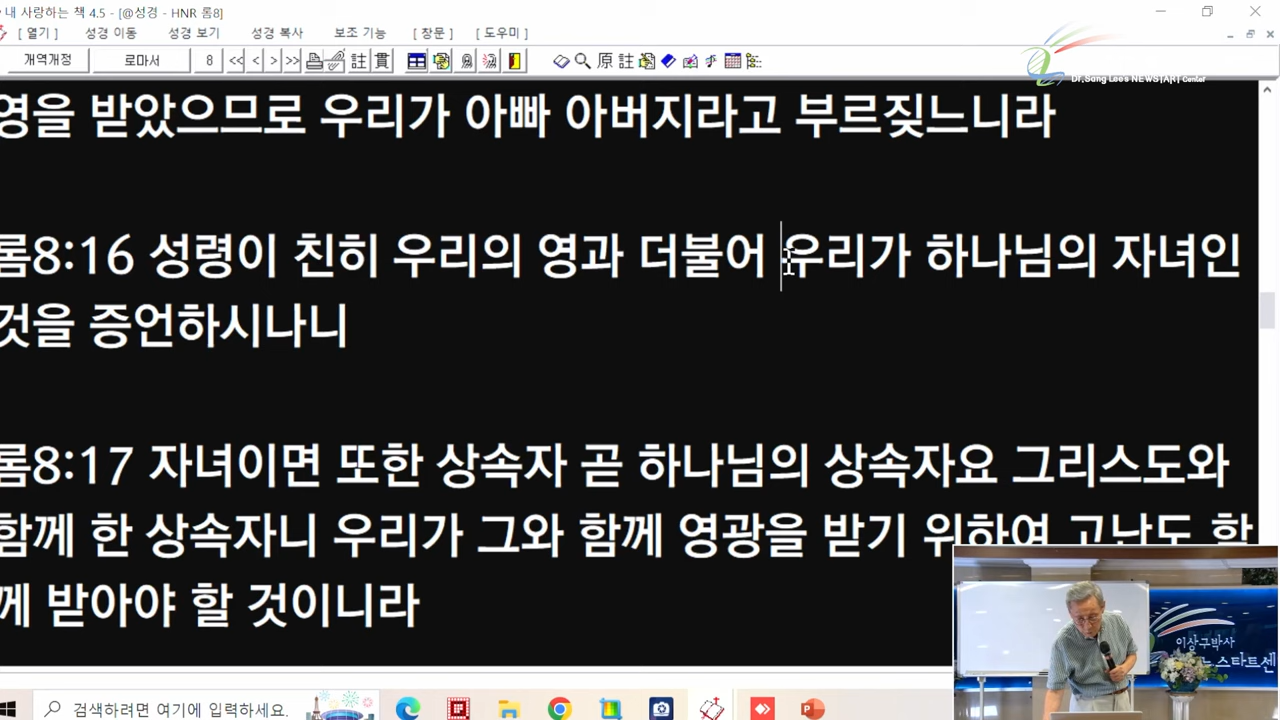 내 사랑하는 책 4.5 - [@성경 - HNR 롬8]
[ 열기 ] 성경 이동 성경 보기 성경 복사 보조 기능 [ 창문 ] [ 도우미 ]
개역개정 로마서 8 << < > >> 註 貫 原 註
Dr.Sang Lee's NEWSTART Center
영을 받았으므로 우리가 아빠 아버지라고 부르짖느니라
롬8:16 성령이 친히 우리의 영과 더불어 우리가 하나님의 자녀인
것을 증언하시나니
롬8:17 자녀이면 또한 상속자 곧 하나님의 상속자요 그리스도와
함께 한 상속자니 우리가 그와 함께 영광을 받기 위하여 고난도 함
께 받아야 할 것이니라
이상구박사
스타트센
검색하려면 여기에 입력하세요.